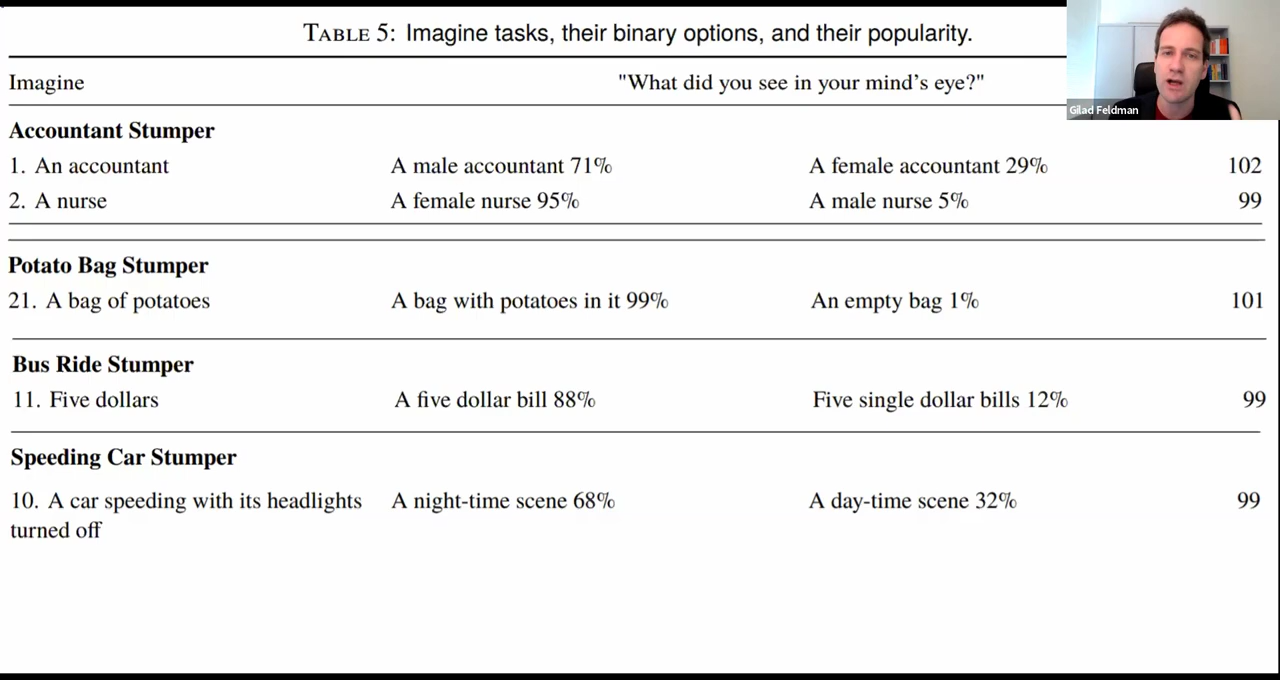 TABLE 5: Imagine tasks, their binary options, and their popularity.
Gilad Feldman
Imagine "What did you see in your mind's eye?"
Accountant Stumper
1. An accountant A male accountant 71% A female accountant 29% 102
2. A nurse A female nurse 95% A male nurse 5% 99
Potato Bag Stumper
21. A bag of potatoes A bag with potatoes in it 99% An empty bag 1% 101
Bus Ride Stumper
11. Five dollars A five dollar bill 88% Five single dollar bills 12% 99
Speeding Car Stumper
10. A car speeding with its headlights A night-time scene 68% A day-time scene 32% 99
turned off